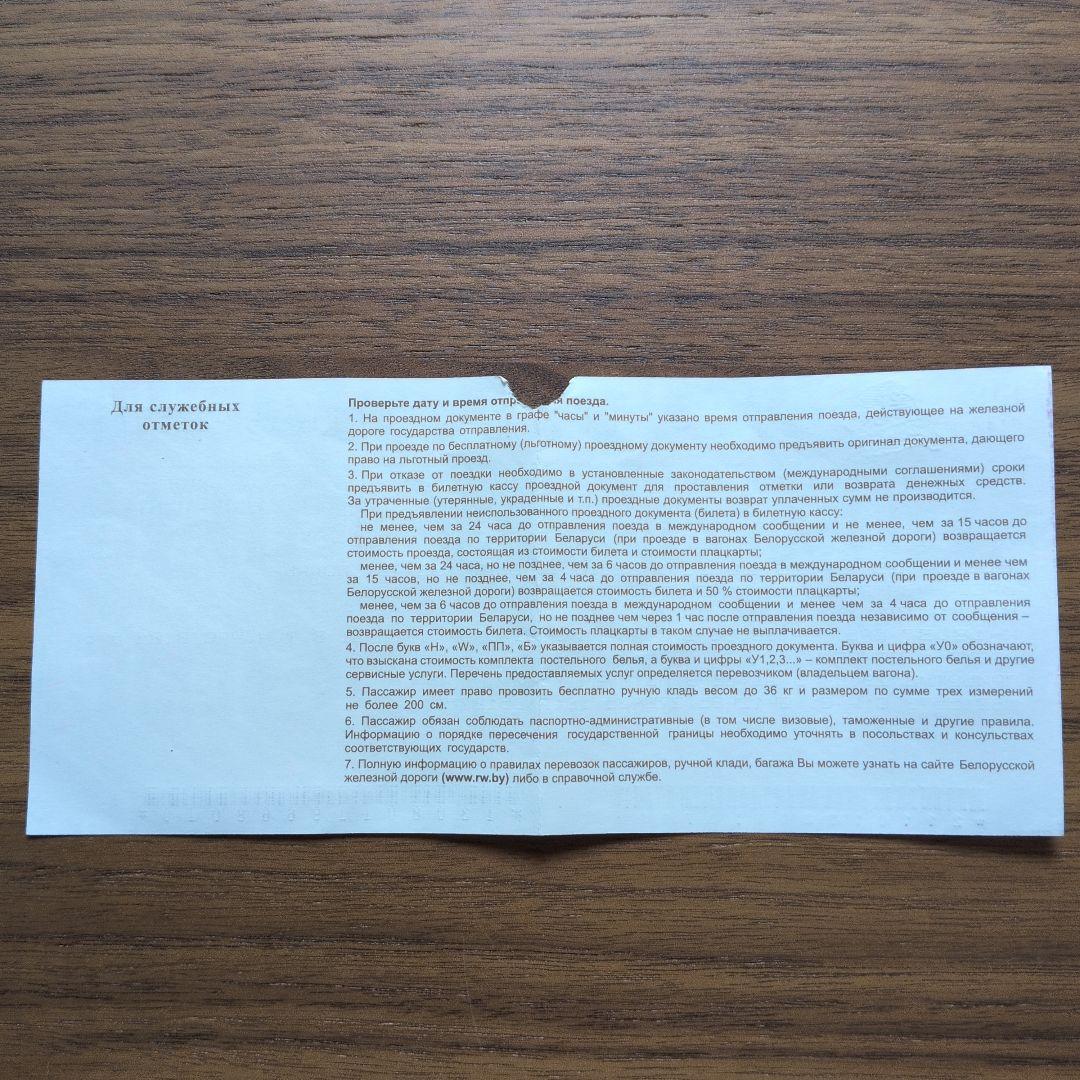 Для служебных
отметок
Проверьте дату и время отпр я поезда.
1. На проездном документе в графе "часы" и "минуты" указано время отправления поезда, действующее на железной
дороге государства отправления.
2. При проезде по бесплатному (льготному) проездному документу необходимо предъявить оригинал документа, дающего
право на льготный проезд.
3. При отказе от поездки необходимо в установленные законодательством (международными соглашениями) сроки
предъявить в билетную кассу проездной документ для проставления отметки или возврата денежных средств.
За утраченные (утерянные, украденные и т.п.) проездные документы возврат уплаченных сумм не производится.
При предъявлении неиспользованного проездного документа (билета) в билетную кассу:
не менее, чем за 24 часа до отправления поезда в международном сообщении и не менее, чем за 15 часов до
отправления поезда по территории Беларуси (при проезде в вагонах Белорусской железной дороги) возвращается
стоимость проезда, состоящая из стоимости билета и стоимости плацкарты;
менее, чем за 24 часа, но не позднее, чем за 6 часов до отправления поезда в международном сообщении и менее чем
за 15 часов, но не позднее, чем за 4 часа до отправления поезда по территории Беларуси (при проезде в вагонах
Белорусской железной дороги) возвращается стоимость билета и 50 % стоимости плацкарты;
менее, чем за 6 часов до отправления поезда в международном сообщении и менее чем за 4 часа до отправления
поезда по территории Беларуси, но не позднее чем через 1 час после отправления поезда независимо от сообщения –
возвращается стоимость билета. Стоимость плацкарты в таком случае не выплачивается.
4. После букв «Н», «W», «ПП», «Б» указывается полная стоимость проездного документа. Буква и цифра «У0» обозначают,
что взыскана стоимость комплекта постельного белья, а буква и цифры «У1,2,3...» – комплект постельного белья и другие
сервисные услуги. Перечень предоставляемых услуг определяется перевозчиком (владельцем вагона).
5. Пассажир имеет право провозить бесплатно ручную кладь весом до 36 кг и размером по сумме трех измерений
не более 200 см.
6. Пассажир обязан соблюдать паспортно-административные (в том числе визовые), таможенные и другие правила.
Информацию о порядке пересечения государственной границы необходимо уточнять в посольствах и консульствах
соответствующих государств.
7. Полную информацию о правилах перевозок пассажиров, ручной клади, багажа Вы можете узнать на сайте Белорусской
железной дороги (www.rw.by) либо в справочной службе.